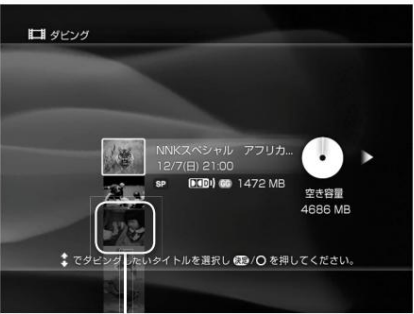 ダビング
NNKスペシャル アフリカ...
12/7(日) 21:00
SP DD)) GG 1472 MB
空き容量
4686 MB
でダビングしたいタイトルを選択し 決定/○ を押してください。